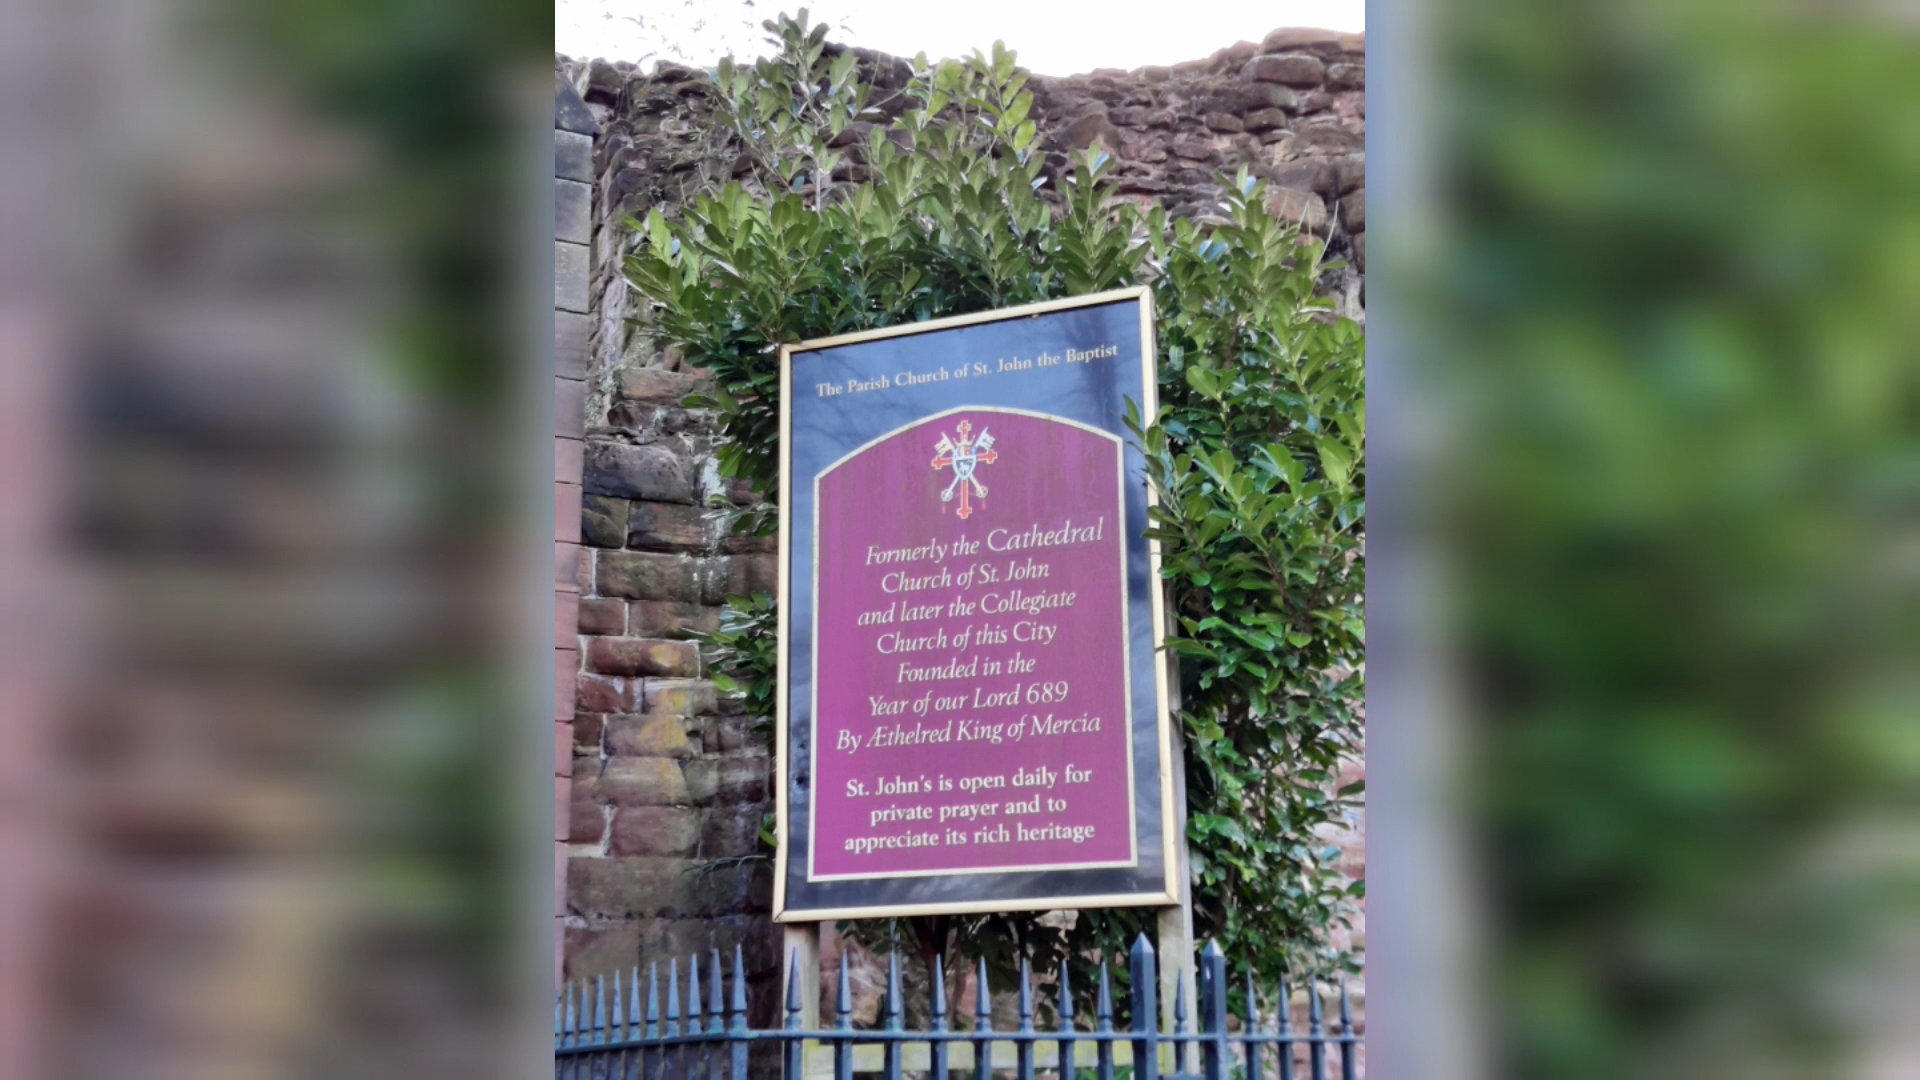 The Parish Church of St. John the Baptist
Formerly the Cathedral
Church of St. John
and later the Collegiate
Church of this City
Founded in the
Year of our Lord 689
By Æthelred King of Mercia
St. John's is open daily for
private prayer and to
appreciate its rich heritage